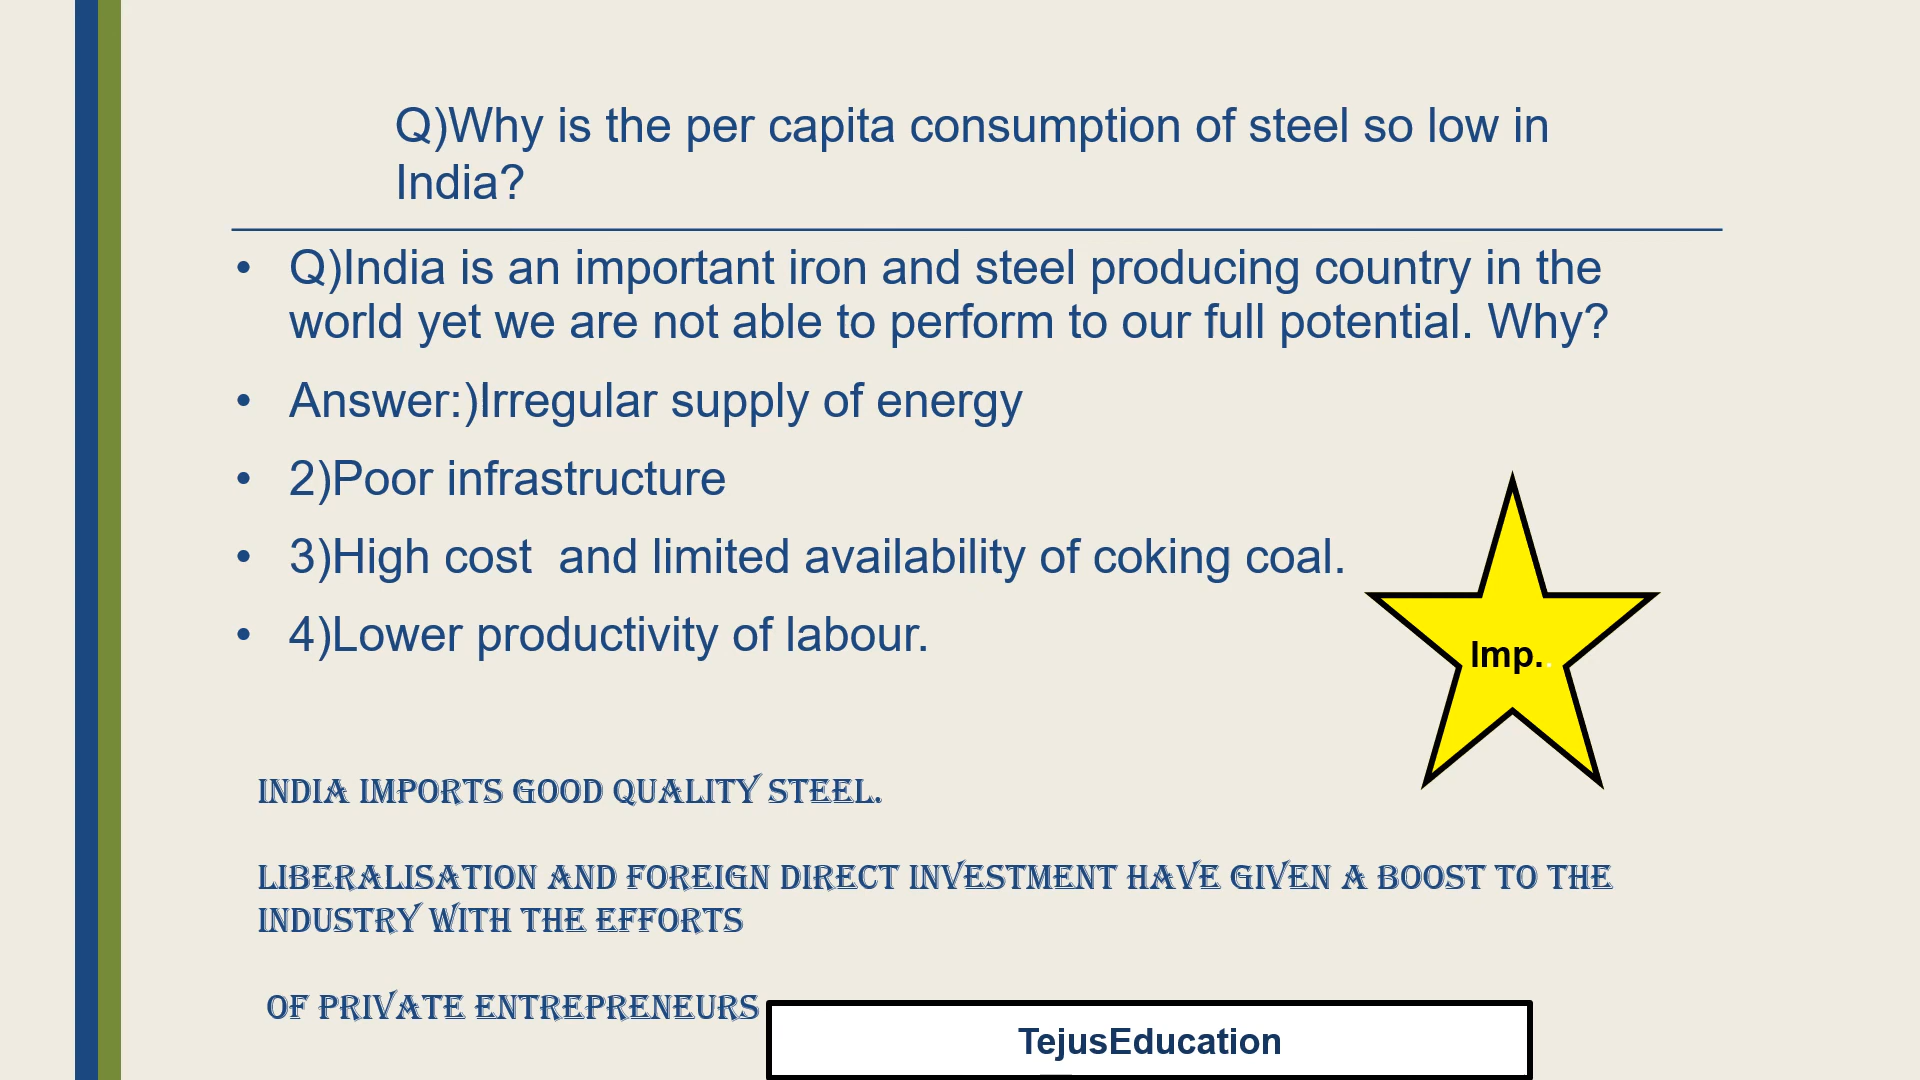 Q)Why is the per capita consumption of steel so low in
India?
• Q)India is an important iron and steel producing country in the
world yet we are not able to perform to our full potential. Why?
• Answer:)Irregular supply of energy
• 2)Poor infrastructure
• 3)High cost  and limited availability of coking coal.
• 4)Lower productivity of labour.
Imp..
INDIA IMPORTS GOOD QUALITY STEEL.
LIBERALISATION AND FOREIGN DIRECT INVESTMENT HAVE GIVEN A BOOST TO THE
INDUSTRY WITH THE EFFORTS
OF PRIVATE ENTREPRENEURS
TejusEducation